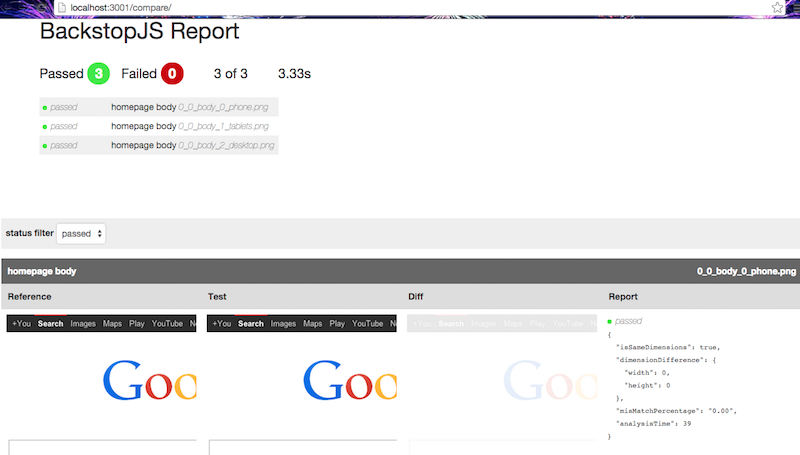 localhost:3001/compare/
BackstopJS Report
Passed 3 Failed 0 3 of 3 3.33s
passed homepage body 0_0_body_0_phone.png
passed homepage body 0_0_body_1_tablets.png
passed homepage body 0_0_body_2_desktop.png
status filter passed
homepage body 0_0_body_0_phone.png
Reference Test Diff Report
+You Search Images Maps Play YouTube N
+You Search Images Maps Play YouTube Ne
+You Search Images Maps Play YouTube N
passed
Goo
Goo
Goo
{
"isSameDimensions": true,
"dimensionDifference": {
"width": 0,
"height": 0
},
"misMatchPercentage": "0.00",
"analysisTime": 39
}